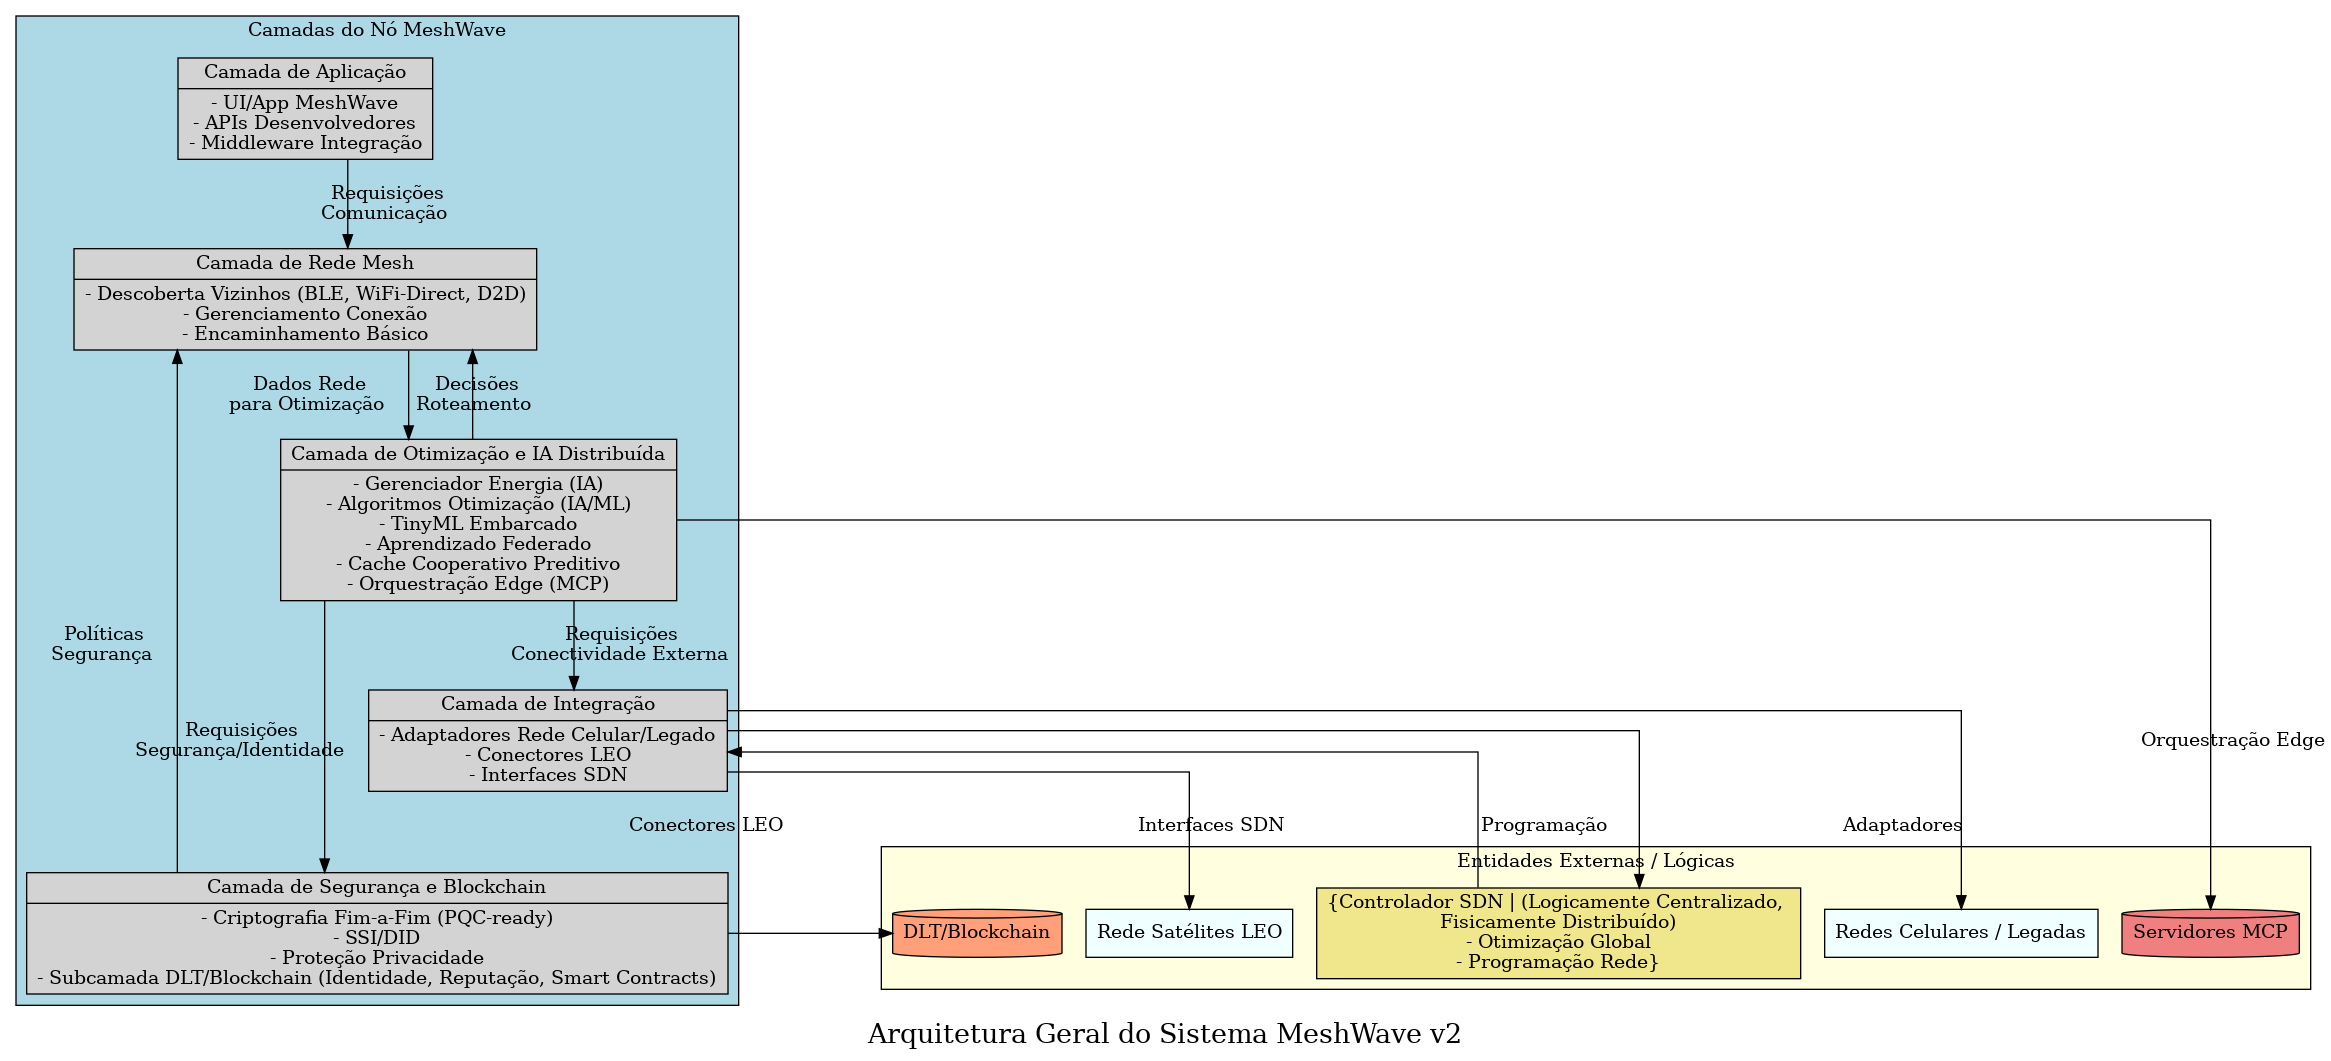 Camadas do Nó MeshWave
Camada de Aplicação
- UI/App MeshWave
- APIs Desenvolvedores
- Middleware Integração
Requisições
Comunicação
Camada de Rede Mesh
- Descoberta Vizinhos (BLE, WiFi-Direct, D2D)
- Gerenciamento Conexão
- Encaminhamento Básico
Dados Rede
para Otimização
Decisões
Roteamento
Camada de Otimização e IA Distribuída
- Gerenciador Energia (IA)
- Algoritmos Otimização (IA/ML)
- TinyML Embarcado
- Aprendizado Federado
- Cache Cooperativo Preditivo
- Orquestração Edge (MCP)
Políticas
Segurança
Requisições
Conectividade Externa
Camada de Integração
- Adaptadores Rede Celular/Legado
- Conectores LEO
- Interfaces SDN
Requisições
Segurança/Identidade
Orquestração Edge
Conectores LEO
Interfaces SDN
Programação
Adaptadores
Camada de Segurança e Blockchain
- Criptografia Fim-a-Fim (PQC-ready)
- SSI/DID
- Proteção Privacidade
- Subcamada DLT/Blockchain (Identidade, Reputação, Smart Contracts)
Entidades Externas / Lógicas
DLT/Blockchain
Rede Satélites LEO
{Controlador SDN | (Logicamente Centralizado,
Fisicamente Distribuído)
- Otimização Global
- Programação Rede}
Redes Celulares / Legadas
Servidores MCP
Arquitetura Geral do Sistema MeshWave v2